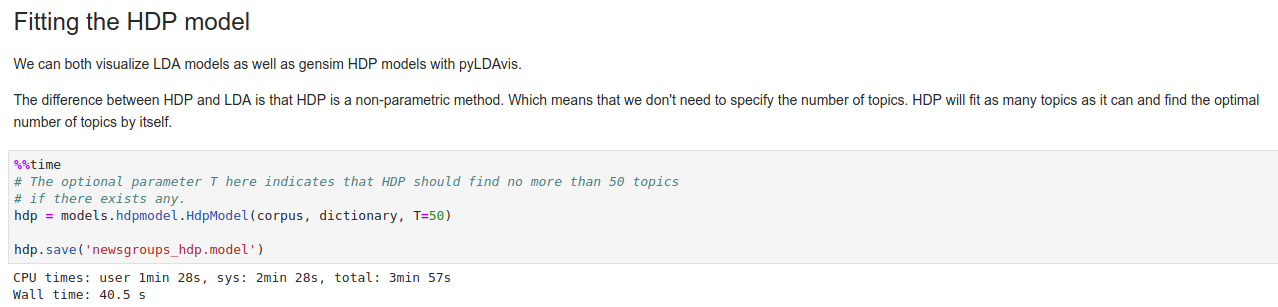 Fitting the HDP model
We can both visualize LDA models as well as gensim HDP models with pyLDAvis.
The difference between HDP and LDA is that HDP is a non-parametric method. Which means that we don't need to specify the number of topics. HDP will fit as many topics as it can and find the optimal
number of topics by itself.
%%time
# The optional parameter T here indicates that HDP should find no more than 50 topics
# if there exists any.
hdp = models.hdpmodel.HdpModel(corpus, dictionary, T=50)
hdp.save('newsgroups_hdp.model')
CPU times: user 1min 28s, sys: 2min 28s, total: 3min 57s
Wall time: 40.5 s